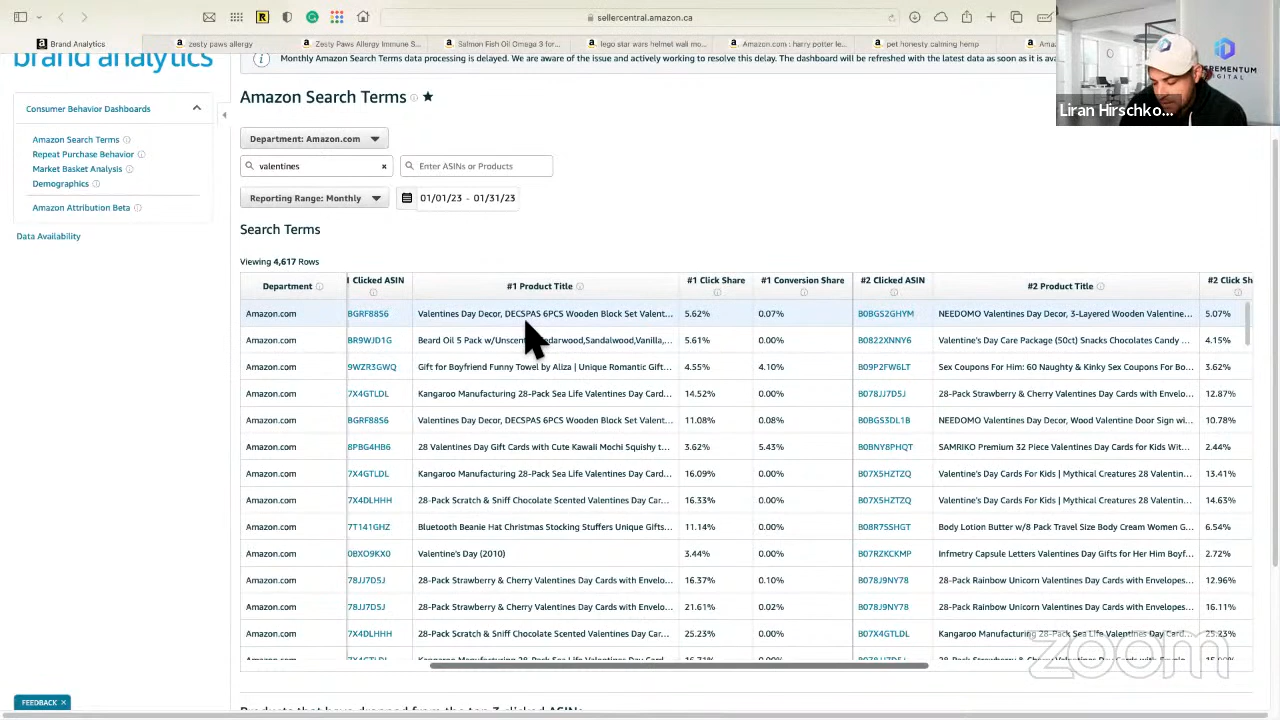 sellercentral.amazon.ca
Brand Analytics
zesty paws allergy
Zesty Paws Allergy Immune S...
Salmon Fish Oil Omega 3 for...
lego star wars helmet wall mo...
Amazon.com : harry potter le...
pet honesty calming hemp
Ama
brand analytics
Monthly Amazon Search Terms data processing is delayed. We are aware of the issue and actively working to resolve this delay. The dashboard will be refreshed with the latest data as soon as it is ava
CREMENTUM
DIGITAL
Liran Hirschko...
Consumer Behavior Dashboards
Amazon Search Terms
Repeat Purchase Behavior
Market Basket Analysis
Demographics
Amazon Attribution Beta
Data Availability
Amazon Search Terms
Department: Amazon.com
valentines
Enter ASINs or Products
Reporting Range: Monthly
01/01/23 - 01/31/23
Search Terms
Viewing 4,617 Rows
Department l Clicked ASIN #1 Product Title #1 Click Share #1 Conversion Share #2 Clicked ASIN #2 Product Title #2 Click Sh
Amazon.com BGRF88S6 Valentines Day Decor, DECSPAS 6PCS Wooden Block Set Valent... 5.62% 0.07% B0BGS2GHYM NEEDOMO Valentines Day Decor, 3-Layered Wooden Valentine... 5.07%
Amazon.com BR9WJD1G Beard Oil 5 Pack w/Unscent edarwood,Sandalwood,Vanilla,... 5.61% 0.00% B0822XNNY6 Valentine's Day Care Package (50ct) Snacks Chocolates Candy ... 4.15%
Amazon.com 9WZR3GWQ Gift for Boyfriend Funny Towel by Aliza | Unique Romantic Gift... 4.55% 4.10% B09P2FW6LT Sex Coupons For Him: 60 Naughty & Kinky Sex Coupons For Bo... 3.62%
Amazon.com 7X4GTLDL Kangaroo Manufacturing 28-Pack Sea Life Valentines Day Card... 14.52% 0.00% B078JJ7D5J 28-Pack Strawberry & Cherry Valentines Day Cards with Envelo... 12.87%
Amazon.com BGRF88S6 Valentines Day Decor, DECSPAS 6PCS Wooden Block Set Valent... 11.08% 0.08% B0BGS3DL1B NEEDOMO Valentines Day Decor, Wood Valentine Door Sign wi... 10.78%
Amazon.com 8PBG4HB6 28 Valentines Day Gift Cards with Cute Kawaii Mochi Squishy t... 3.62% 5.43% B0BNY8PHQT SAMRIKO Premium 32 Piece Valentines Day Cards for Kids Wit... 2.44%
Amazon.com 7X4GTLDL Kangaroo Manufacturing 28-Pack Sea Life Valentines Day Card... 16.09% 0.00% B07X5HZTZQ Valentine's Day Cards For Kids | Mythical Creatures 28 Valentin... 13.41%
Amazon.com 7X4DLHHH 28-Pack Scratch & Sniff Chocolate Scented Valentines Day Car... 16.33% 0.00% B07X5HZTZQ Valentine's Day Cards For Kids | Mythical Creatures 28 Valentin... 14.63%
Amazon.com 7T141GHZ Bluetooth Beanie Hat Christmas Stocking Stuffers Unique Gifts... 11.14% 0.00% B08R7SSHGT Body Lotion Butter w/8 Pack Travel Size Body Cream Women G... 6.54%
Amazon.com 0BXO9KX0 Valentine's Day (2010) 3.44% 0.00% B07RZKCKMP Infmetry Capsule Letters Valentines Day Gifts for Her Him Boyf... 2.72%
Amazon.com 78JJ7D5J 28-Pack Strawberry & Cherry Valentines Day Cards with Envelo... 16.37% 0.10% B078J9NY78 28-Pack Rainbow Unicorn Valentines Day Cards with Envelopes... 12.96%
Amazon.com 78JJ7D5J 28-Pack Strawberry & Cherry Valentines Day Cards with Envelo... 21.61% 0.02% B078J9NY78 28-Pack Rainbow Unicorn Valentines Day Cards with Envelopes... 16.11%
Amazon.com 7X4DLHHH 28-Pack Scratch & Sniff Chocolate Scented Valentines Day Car... 25.23% 0.00% B07X4GTLDL Kangaroo Manufacturing 28-Pack Sea Life Valentines Day Card... 25.23%
zoom
FEEDBACK ×